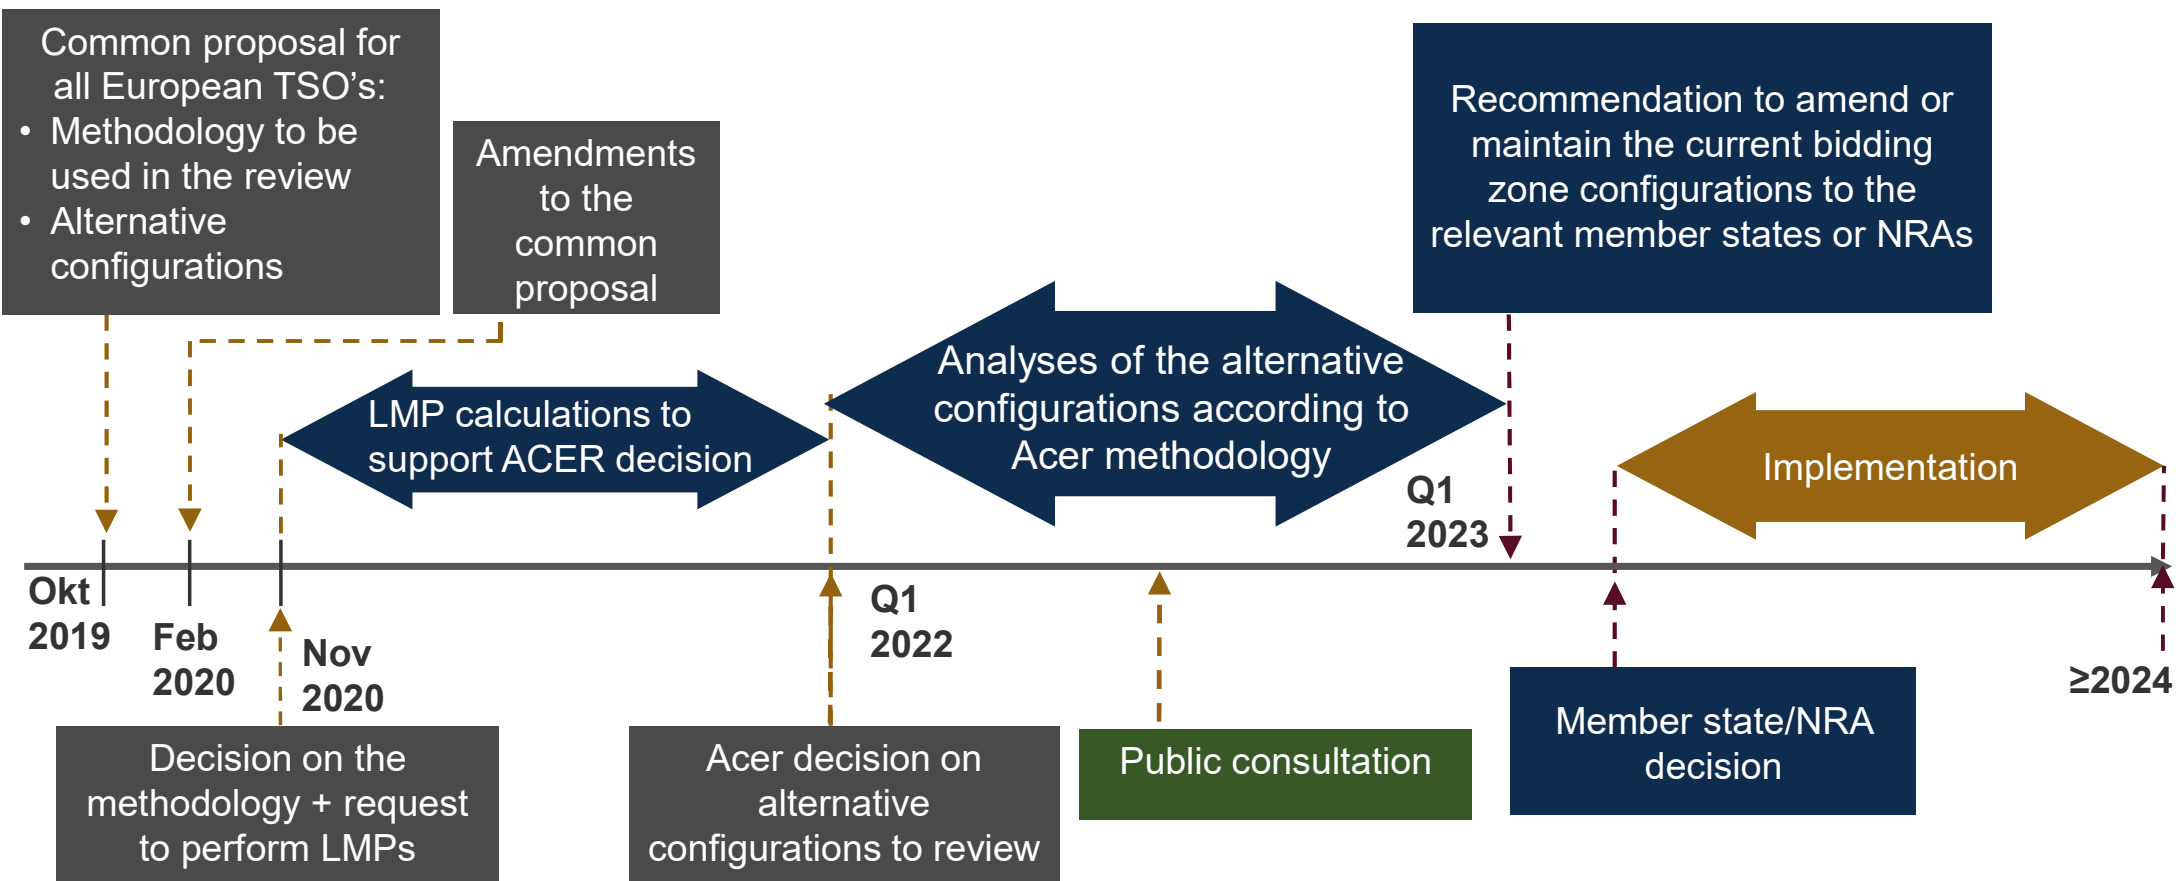 Common proposal for
all European TSO’s:
• Methodology to be
used in the review
• Alternative
configurations
Amendments
to the
common
proposal
Recommendation to amend or
maintain the current bidding
zone configurations to the
relevant member states or NRAs
LMP calculations to
support ACER decision
Analyses of the alternative
configurations according to
Acer methodology
Implementation
Q1
2023
Okt
2019
Feb
2020
Nov
2020
Q1
2022
≥2024
Decision on the
methodology + request
to perform LMPs
Acer decision on
alternative
configurations to review
Public consultation
Member state/NRA
decision